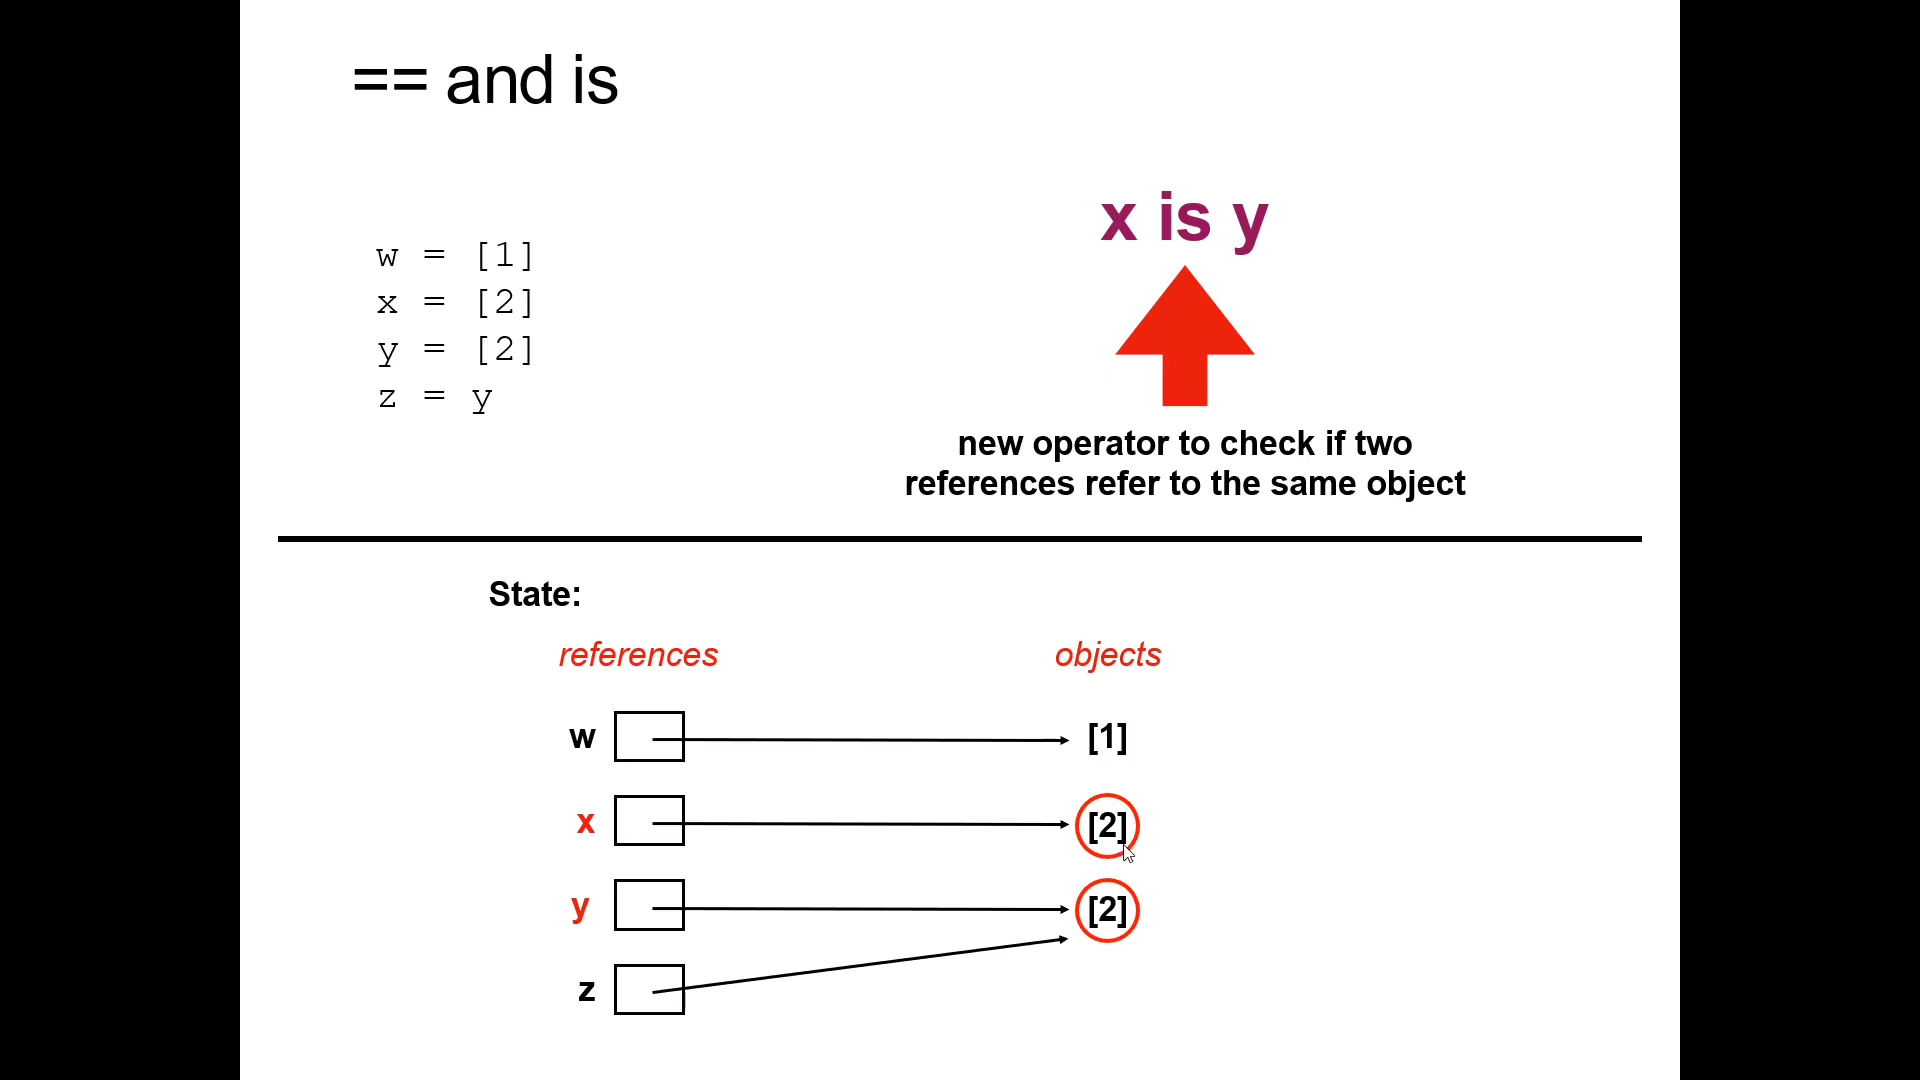 == and is
w = [1]
x = [2]
y = [2]
z = y
x is y
new operator to check if two
references refer to the same object
State:
references objects
w [1]
x [2]
y [2]
z